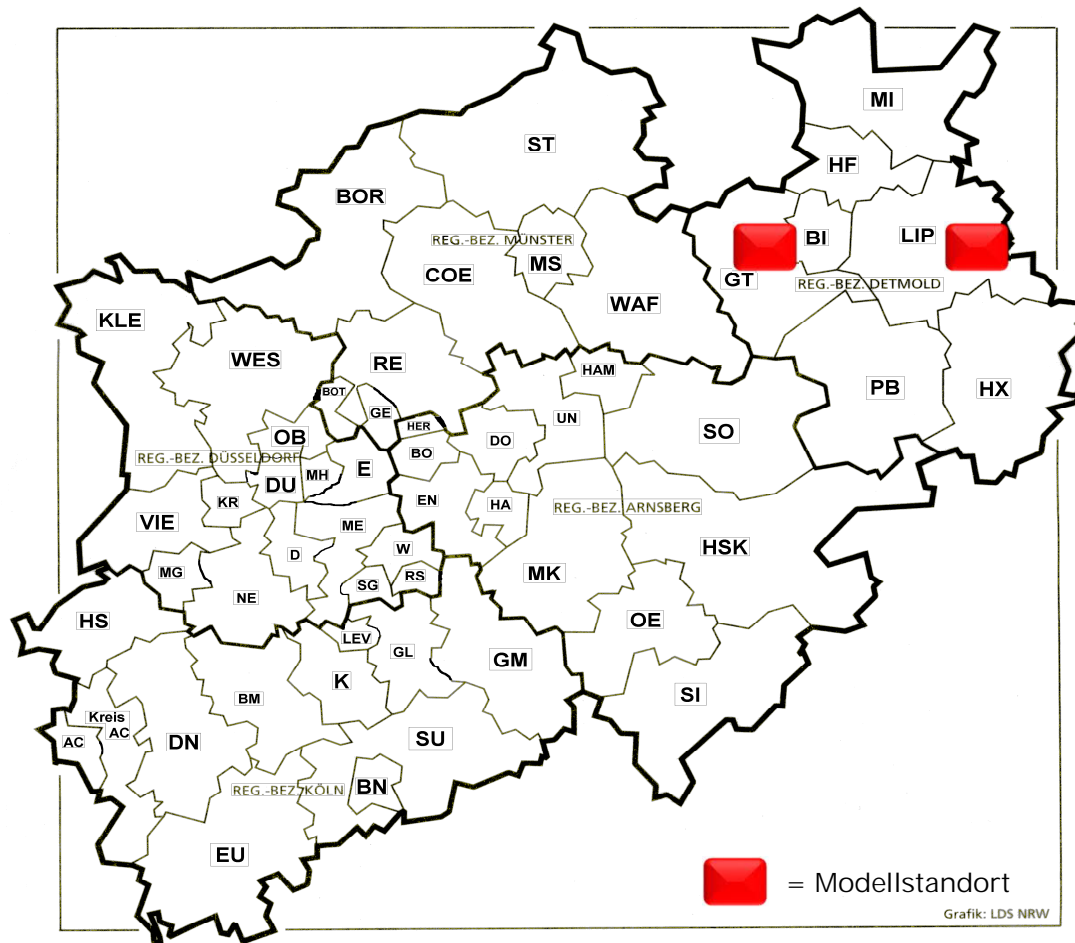 MI
ST
HF
BOR
BI
LIP
REG.-BEZ. MÜNSTER
MS
COE
GT
REG.-BEZ. DETMOLD
WAF
KLE
WES
RE
HAM
PB
HX
BOT
GE
UN
HER
SO
OB
DO
BO
REG.-BEZ. DÜSSELDORF
MH
E
DU
KR
EN
HA
REG.-BEZ. ARNSBERG
VIE
ME
HSK
D
W
MG
RS
MK
SG
NE
HS
OE
LEV
GL
GM
K
BM
SI
Kreis
AC
AC
DN
SU
REG.-BEZ. KÖLN
BN
EU
= Modellstandort
Grafik: LDS NRW